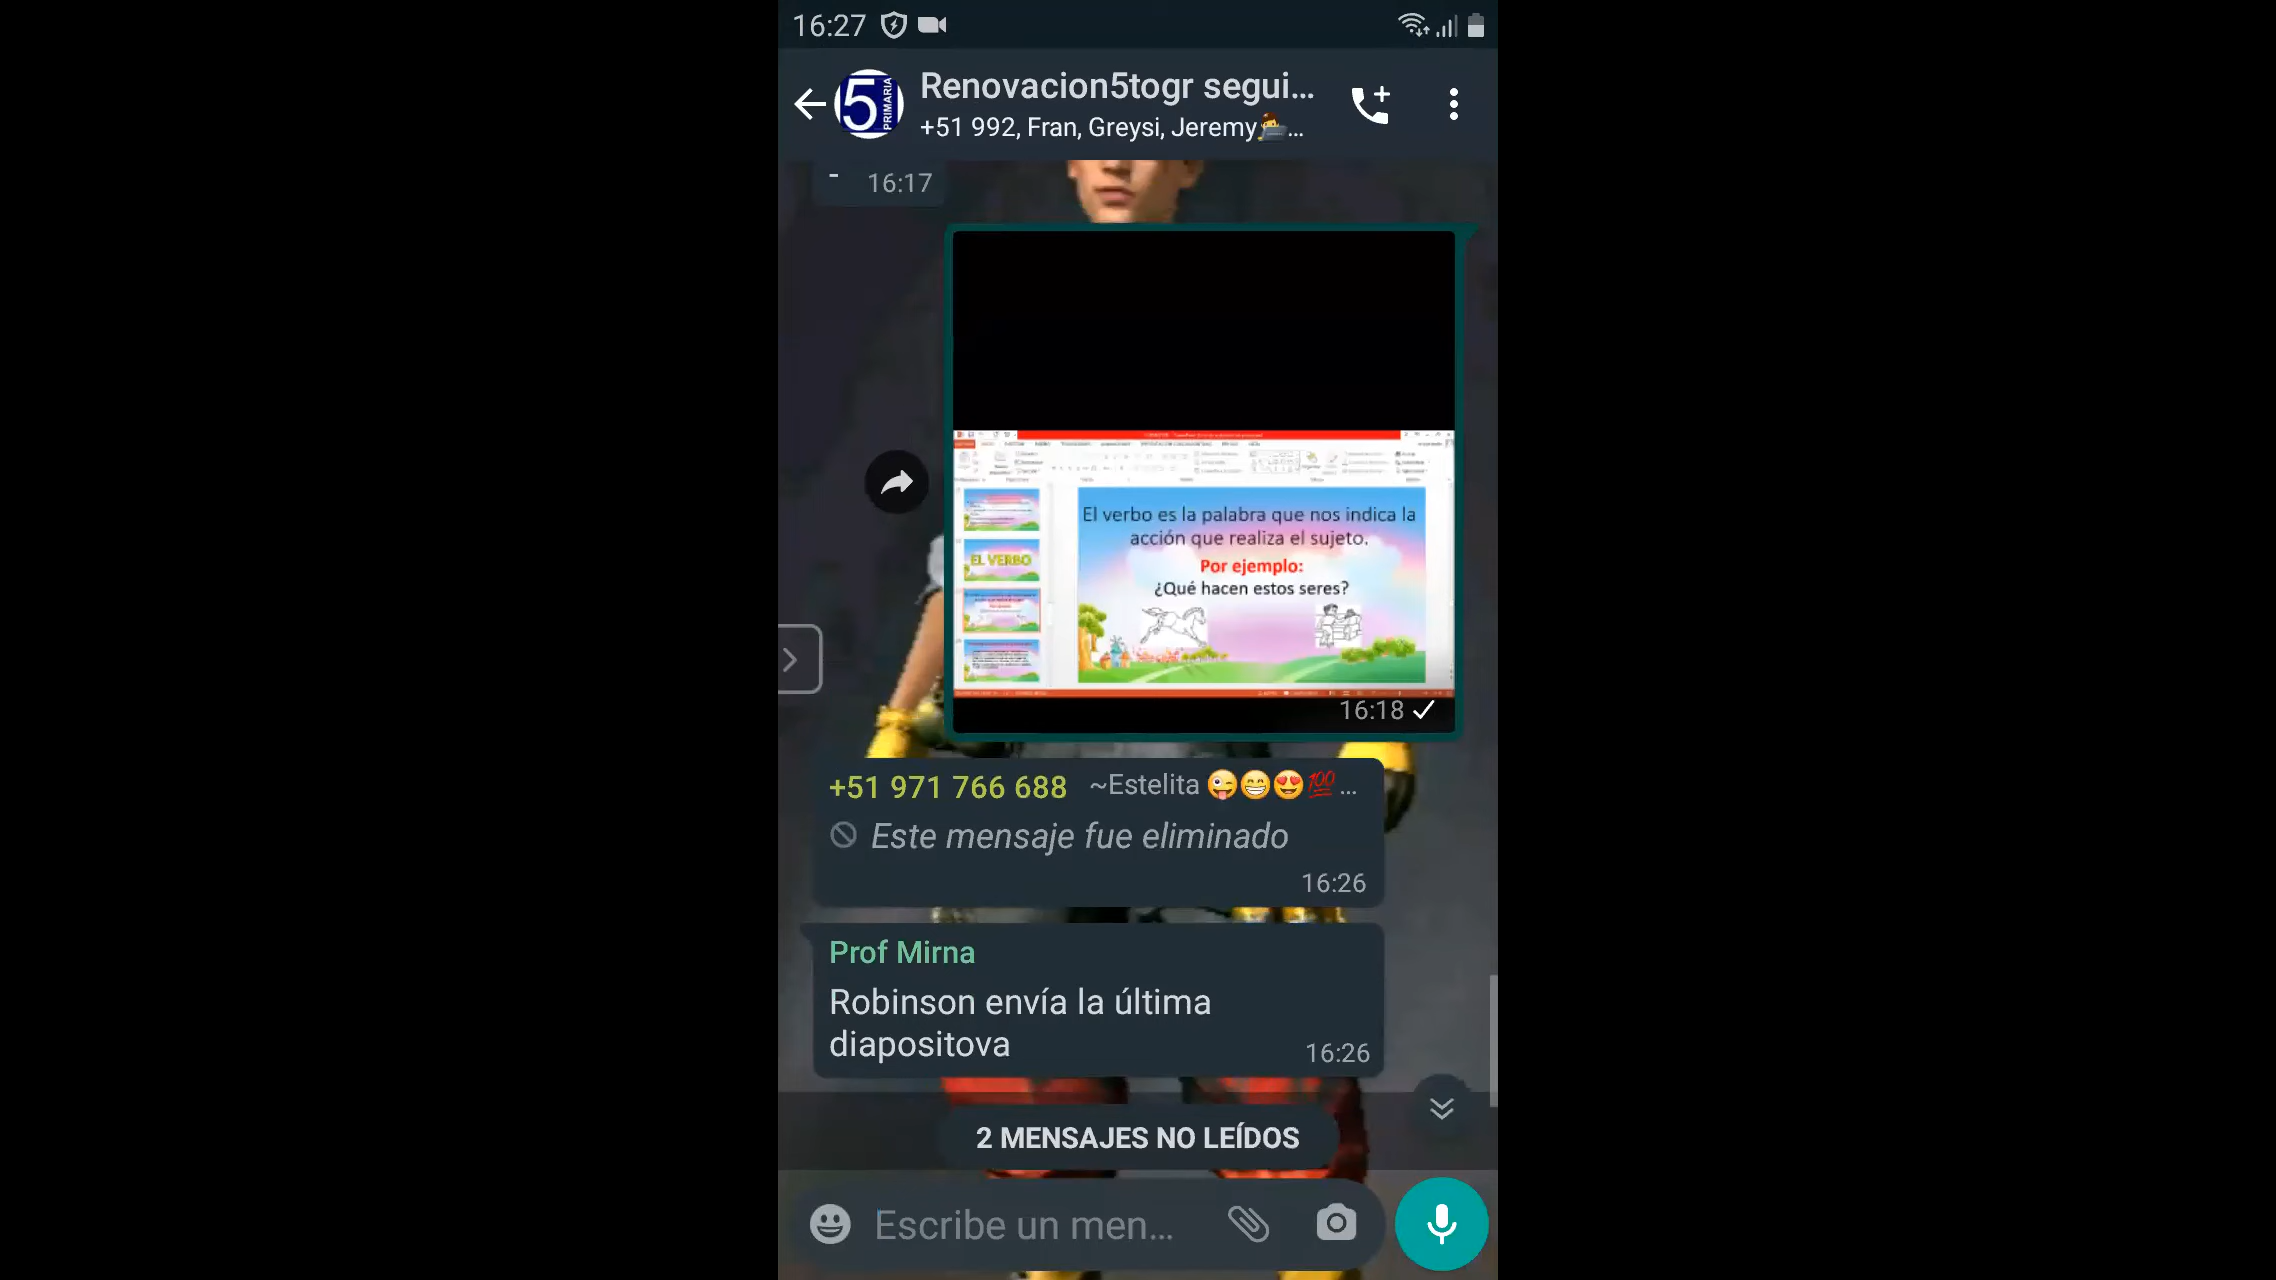 16:27
5 PRIMARIA
Renovacion5togr segui...
+51 992, Fran, Greysi, Jeremy...
- 16:17
El verbo es la palabra que nos indica la
acción que realiza el sujeto.
Por ejemplo:
¿Qué hacen estos seres?
EL VERBO
16:18
+51 971 766 688 ~Estelita 😜😁😍💯...
Este mensaje fue eliminado
16:26
Prof Mirna
Robinson envía la última
diapositova
16:26
2 MENSAJES NO LEÍDOS
Escribe un men...